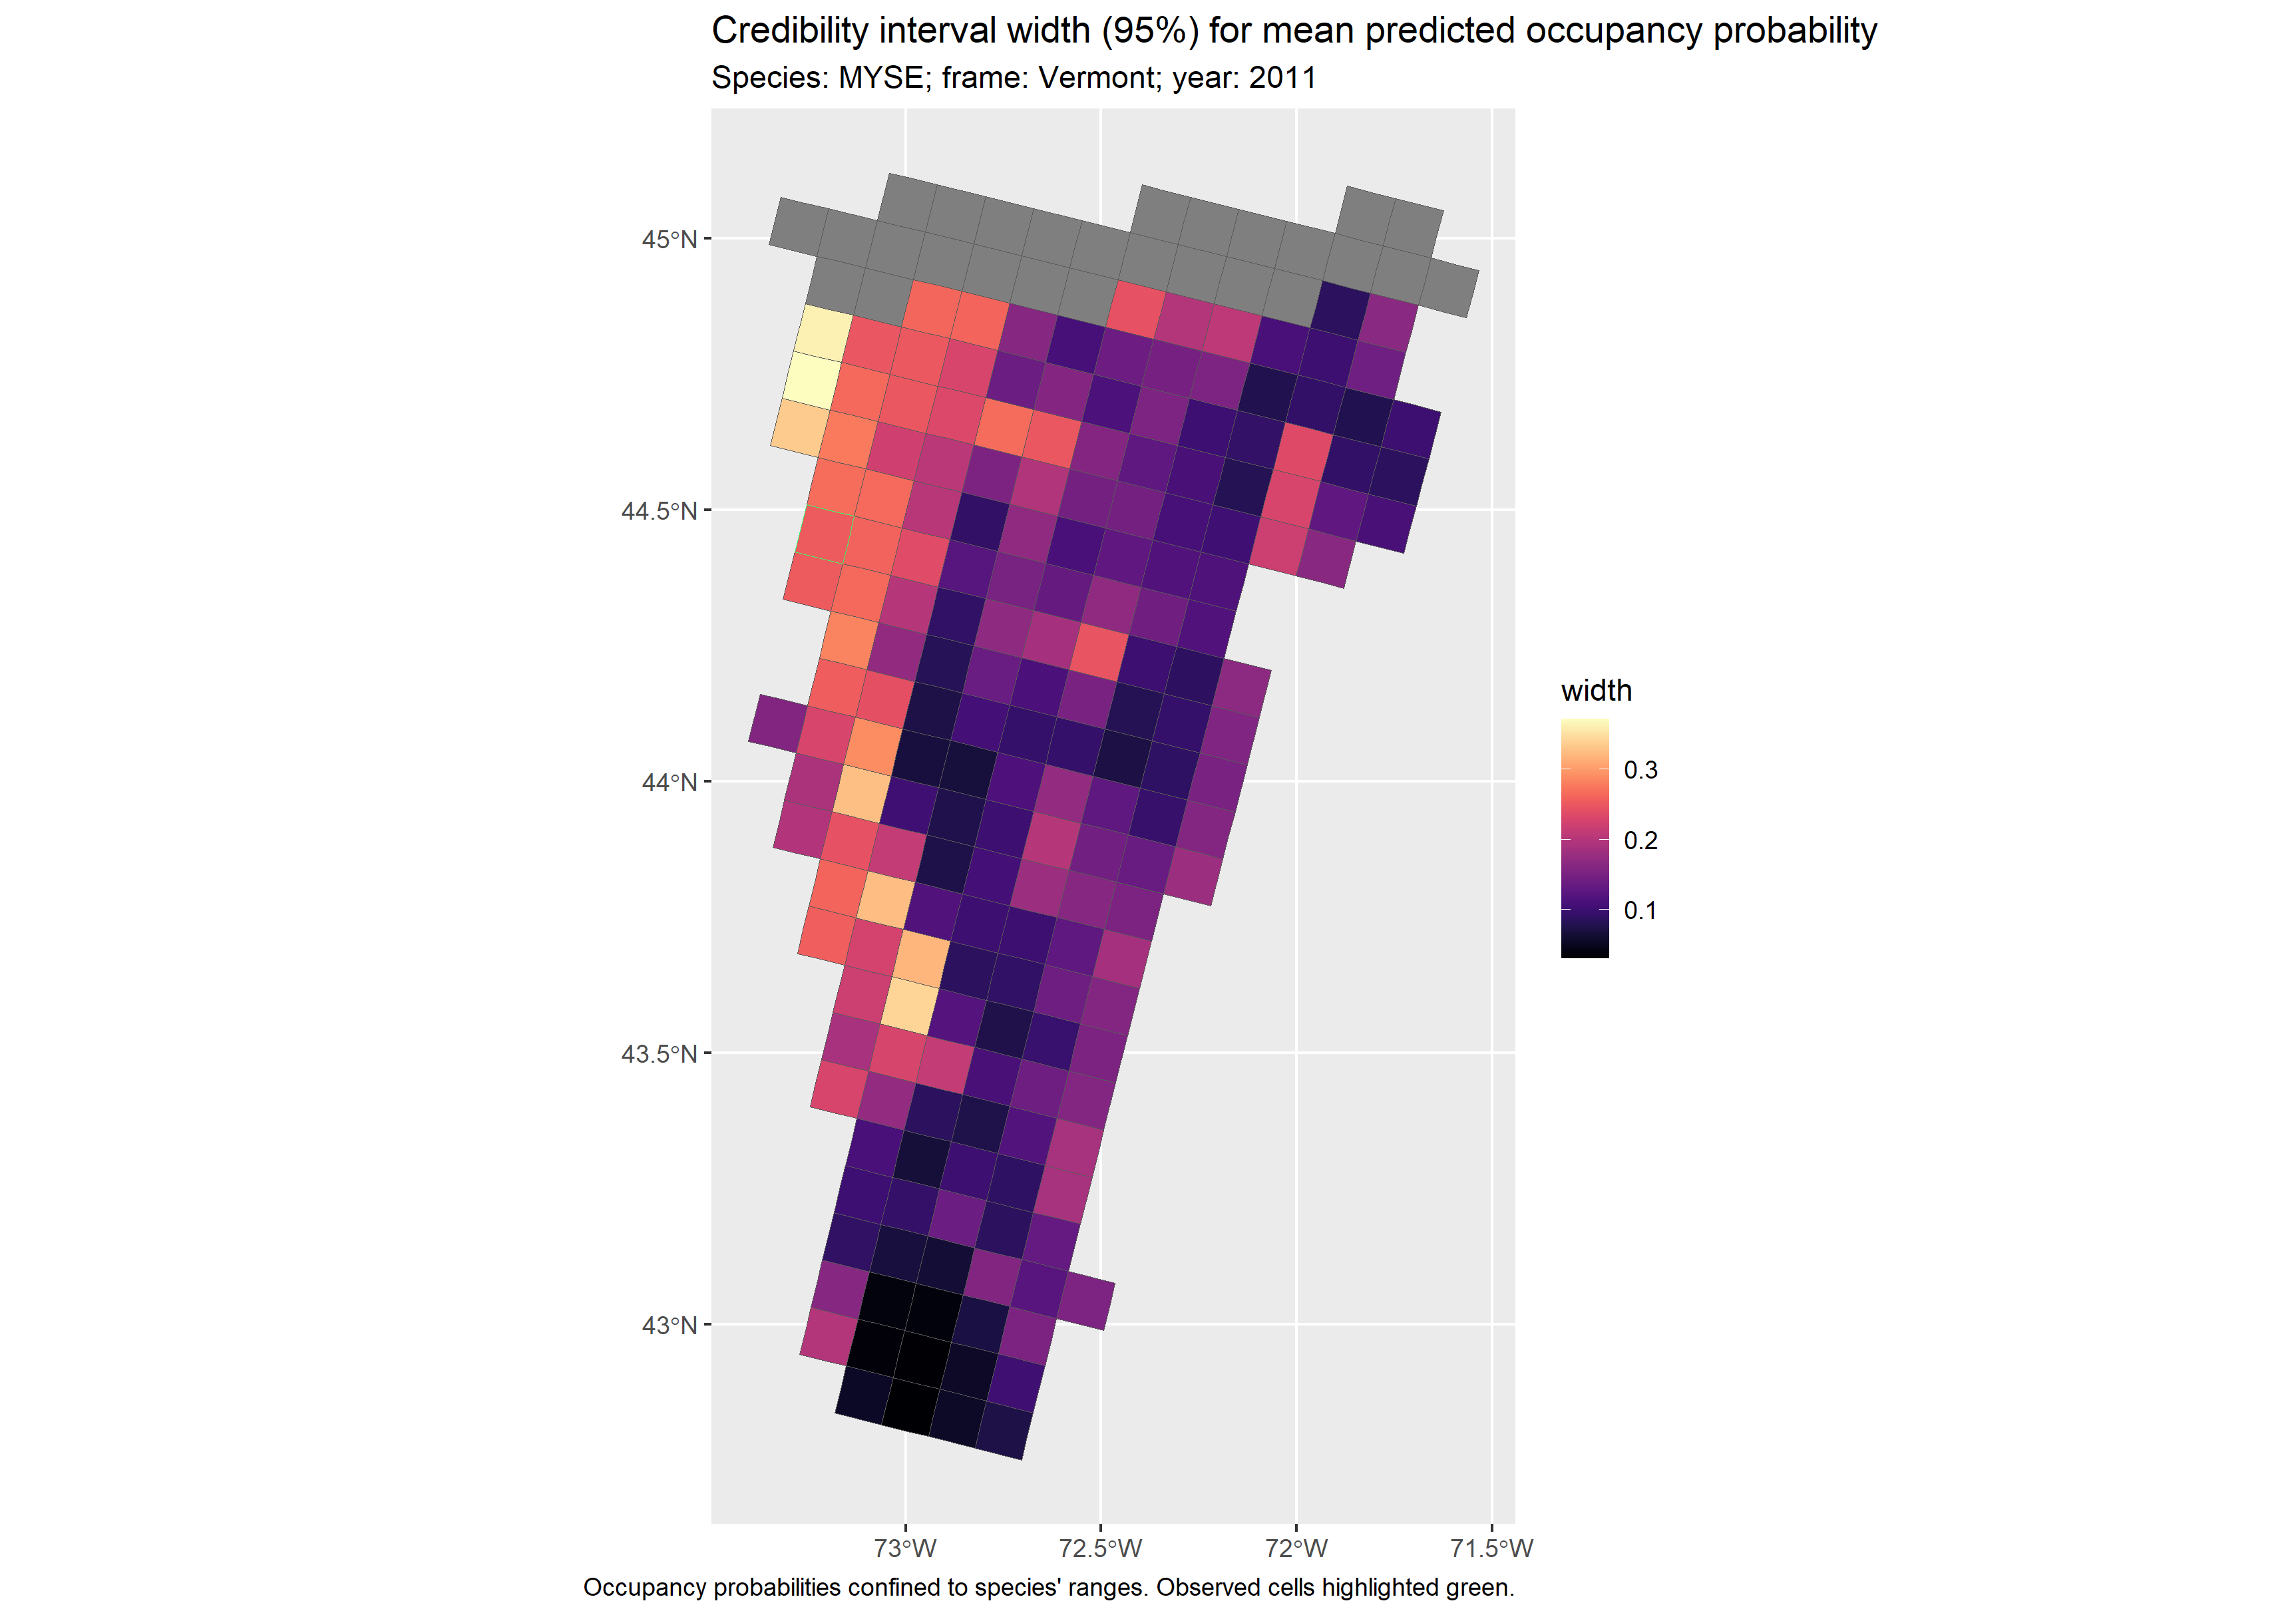 Credibility interval width (95%) for mean predicted occupancy probability
Species: MYSE; frame: Vermont; year: 2011
45°N
44.5°N
44°N
43.5°N
43°N
73°W
72.5°W
72°W
71.5°W
width
0.3
0.2
0.1
Occupancy probabilities confined to species' ranges. Observed cells highlighted green.